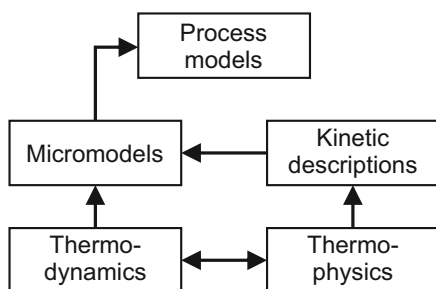 Process
models
Micromodels
Kinetic
descriptions
Thermo-
dynamics
Thermo-
physics